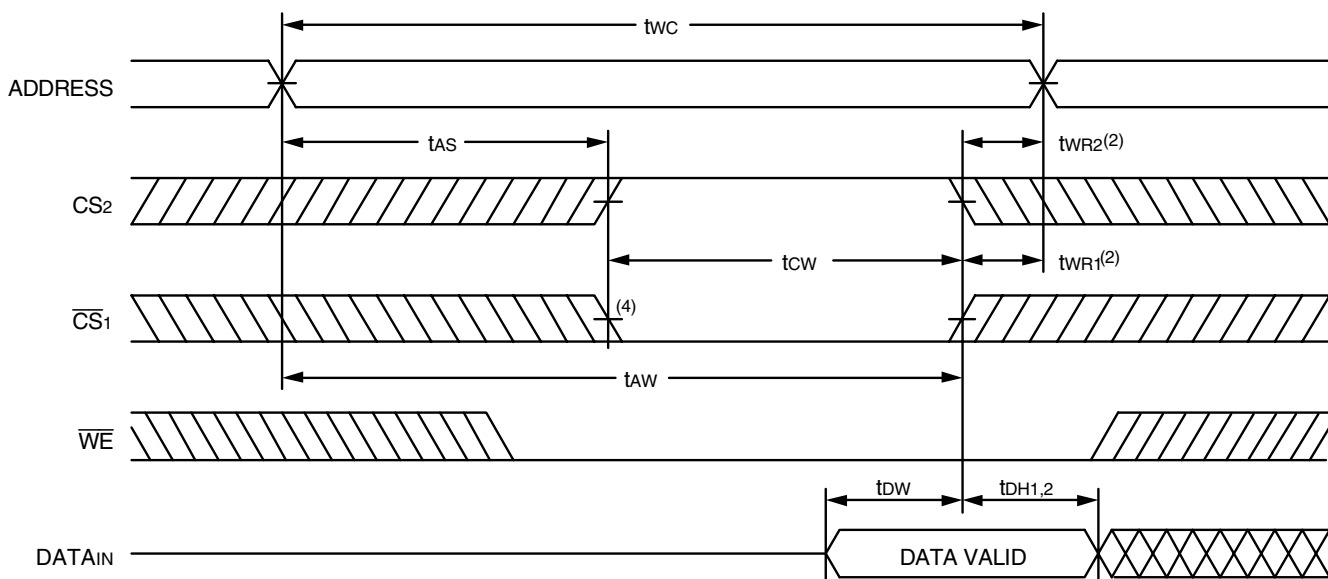 tWC
ADDRESS
tAS
tWR2(2)
CS2
tCW
tWR1(2)
CS1
(4)
tAW
WE
tDW
tDH1,2
DATAIN
DATA VALID